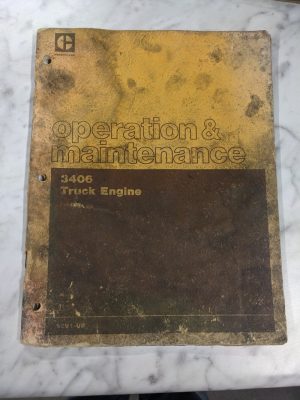 operation &
maintenance
3406
Truck Engine